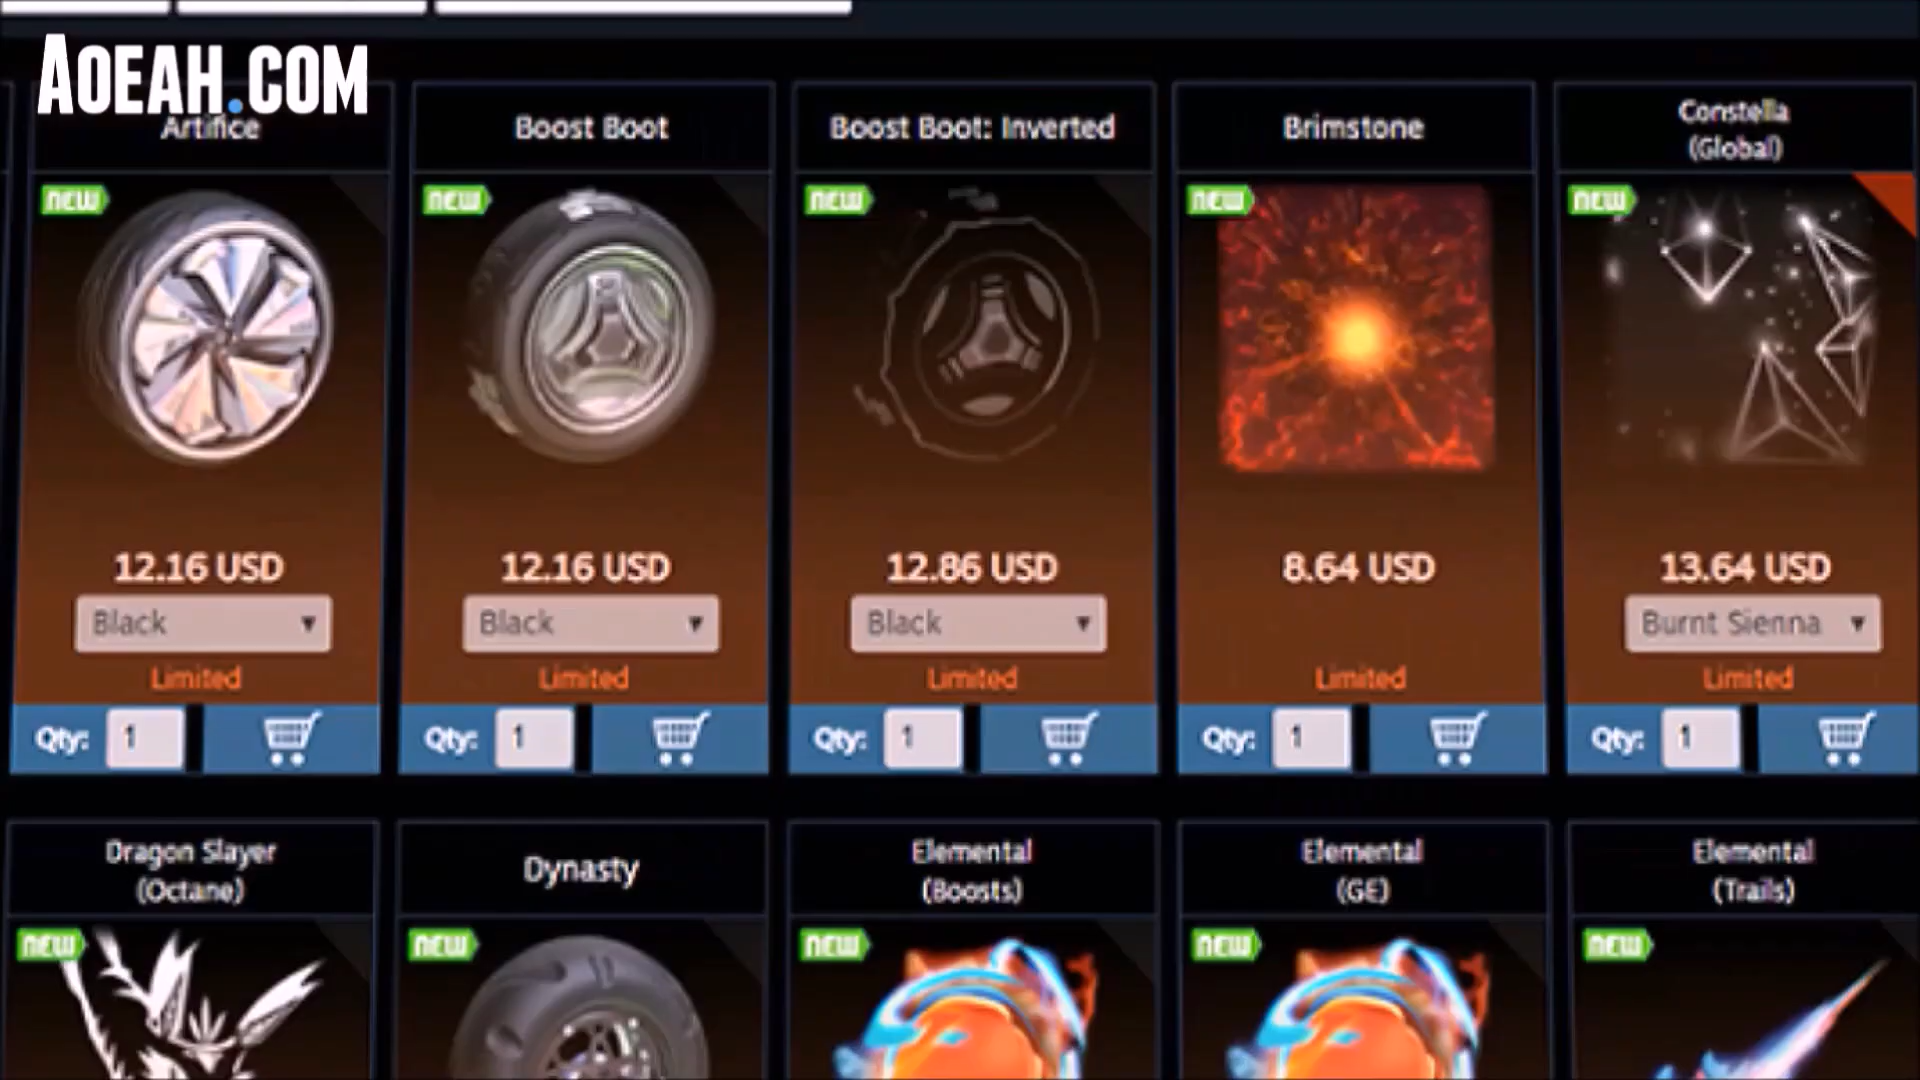 AOEAH.COM
Artifice
Boost Boot
Boost Boot: Inverted
Brimstone
Constella
(Global)
NEW
NEW
NEW
NEW
NEW
12.16 USD
12.16 USD
12.86 USD
8.64 USD
13.64 USD
Black
Black
Black
Burnt Sienna
Limited
Limited
Limited
Limited
Limited
Qty: 1
Qty: 1
Qty: 1
Qty: 1
Qty: 1
Dragon Slayer
(Octane)
Dynasty
Elemental
(Boosts)
Elemental
(GE)
Elemental
(Trails)
NEW
NEW
NEW
NEW
NEW